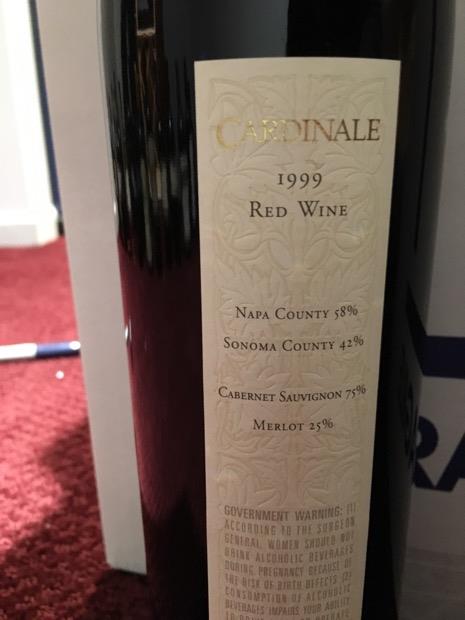 CARDINALE
1999
RED WINE
NAPA COUNTY 58%
SONOMA COUNTY 42%
CABERNET SAUVIGNON 75%
MERLOT 25%
GOVERNMENT WARNING: (1)
ACCORDING TO THE SURGEON
GENERAL, WOMEN SHOULD NOT
DRINK ALCOHOLIC BEVERAGES
DURING PREGNANCY BECAUSE OF
THE RISK OF BIRTH DEFECTS (2)
CONSUMPTION OF ALCOHOLIC
BEVERAGES IMPAIRS YOUR ABILITY
RA